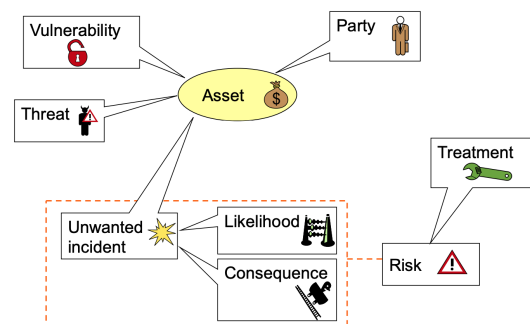 Vulnerability
Party
Asset
$
Threat
Treatment
Unwanted
incident
Likelihood
Consequence
Risk